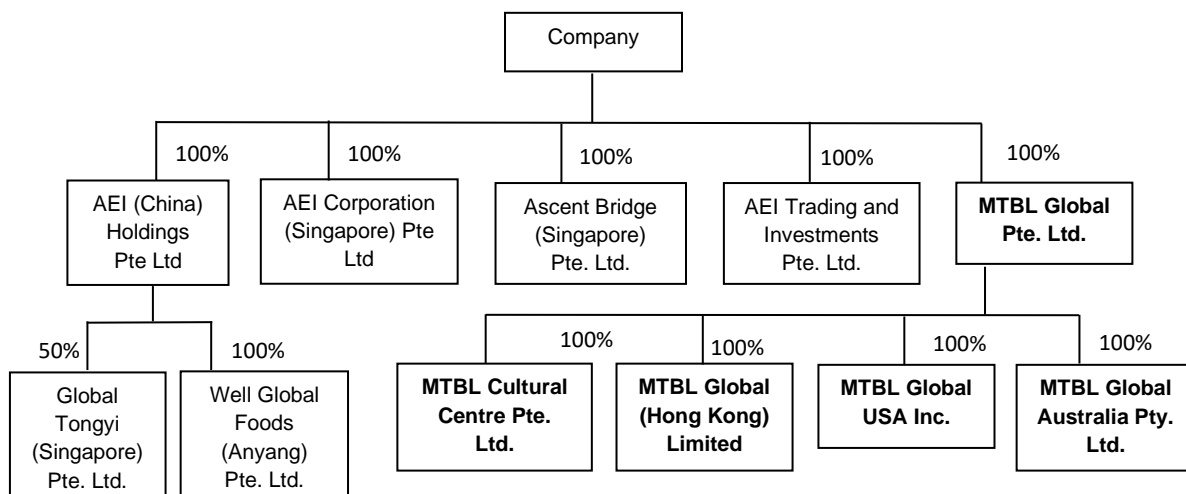 Company
100%
100%
100%
100%
100%
AEI (China)
Holdings
Pte Ltd
AEI Corporation
(Singapore) Pte
Ltd
Ascent Bridge
(Singapore)
Pte. Ltd.
AEI Trading and
Investments
Pte. Ltd.
MTBL Global
Pte. Ltd.
50%
100%
100%
100%
100%
100%
Global
Tongyi
(Singapore)
Pte. Ltd.
Well Global
Foods
(Anyang)
Pte. Ltd.
MTBL Cultural
Centre Pte.
Ltd.
MTBL Global
(Hong Kong)
Limited
MTBL Global
USA Inc.
MTBL Global
Australia Pty.
Ltd.